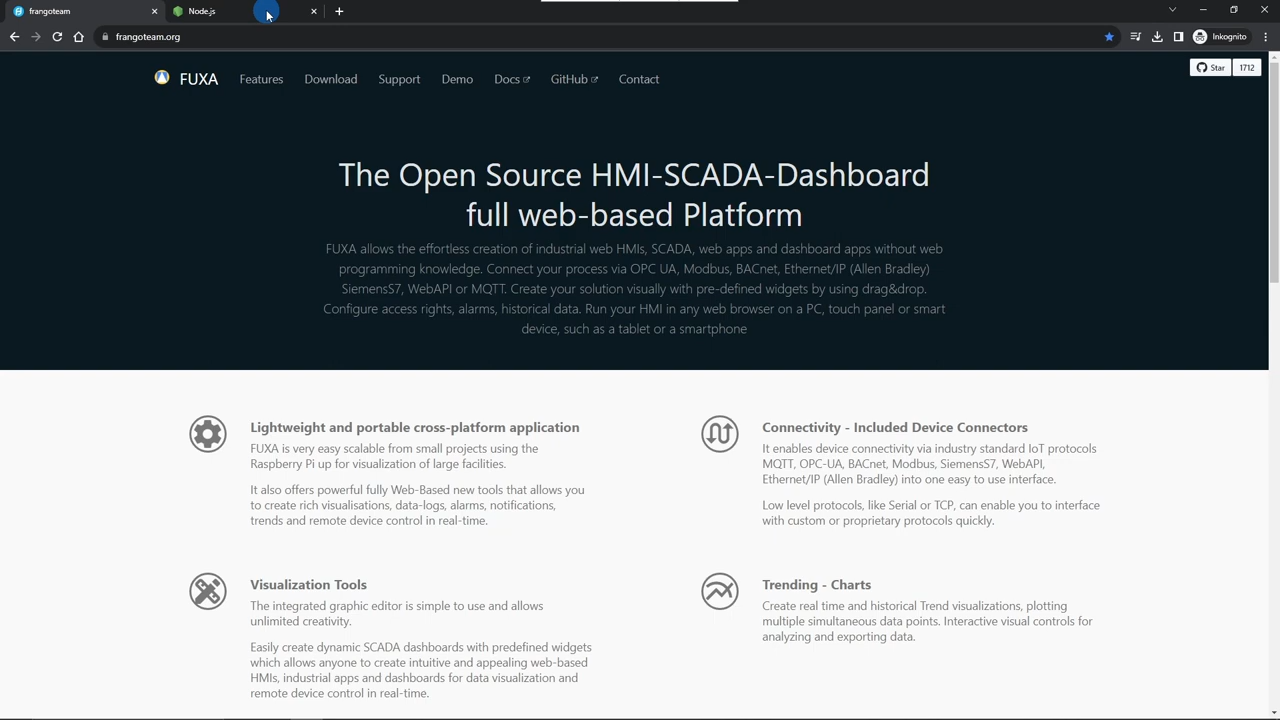 frangoteam
Node.js
frangoteam.org
Inkognito
FUXA
Features
Download
Support
Demo
Docs
GitHub
Contact
Star
1712
The Open Source HMI-SCADA-Dashboard
full web-based Platform
FUXA allows the effortless creation of industrial web HMIs, SCADA, web apps and dashboard apps without web
programming knowledge. Connect your process via OPC UA, Modbus, BACnet, Ethernet/IP (Allen Bradley)
SiemensS7, WebAPI or MQTT. Create your solution visually with pre-defined widgets by using drag&drop.
Configure access rights, alarms, historical data. Run your HMI in any web browser on a PC, touch panel or smart
device, such as a tablet or a smartphone
Lightweight and portable cross-platform application
FUXA is very easy scalable from small projects using the
Raspberry Pi up for visualization of large facilities.
It also offers powerful fully Web-Based new tools that allows you
to create rich visualisations, data-logs, alarms, notifications,
trends and remote device control in real-time.
Connectivity - Included Device Connectors
It enables device connectivity via industry standard IoT protocols
MQTT, OPC-UA, BACnet, Modbus, SiemensS7, WebAPI,
Ethernet/IP (Allen Bradley) into one easy to use interface.
Low level protocols, like Serial or TCP, can enable you to interface
with custom or proprietary protocols quickly.
Visualization Tools
The integrated graphic editor is simple to use and allows
unlimited creativity.
Easily create dynamic SCADA dashboards with predefined widgets
which allows anyone to create intuitive and appealing web-based
HMIs, industrial apps and dashboards for data visualization and
remote device control in real-time.
Trending - Charts
Create real time and historical Trend visualizations, plotting
multiple simultaneous data points. Interactive visual controls for
analyzing and exporting data.